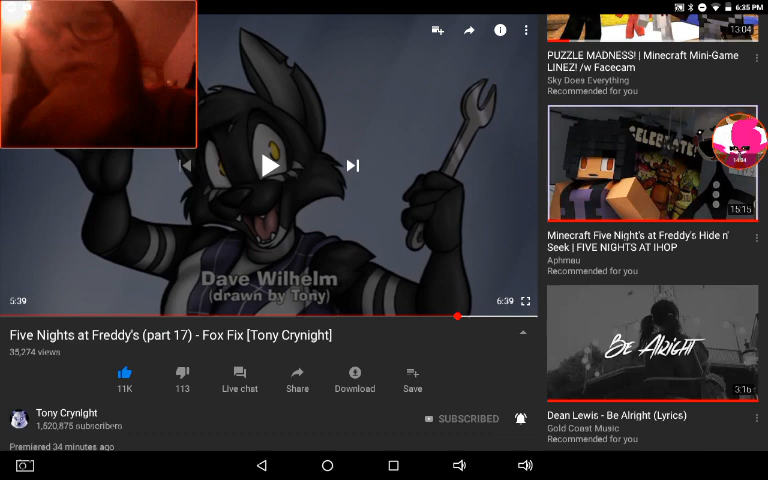 6:35 PM
Dave Wilhelm
(drawn by Tony)
5:39
6:39
Five Nights at Freddy's (part 17) - Fox Fix [Tony Crynight]
35,274 views
11K
113
Live chat
Share
Download
Save
Tony Crynight
1,520,875 subscribers
SUBSCRIBED
Premiered 34 minutes ago
13:04
PUZZLE MADNESS! | Minecraft Mini-Game
LINEZ! /w Facecam
Sky Does Everything
Recommended for you
CELEBRATE!
14:04
15:15
Minecraft Five Night's at Freddy's Hide n'
Seek | FIVE NIGHTS AT IHOP
Aphmau
Recommended for you
BE ALRIGHT
3:16
Dean Lewis - Be Alright (Lyrics)
Gold Coast Music
Recommended for you